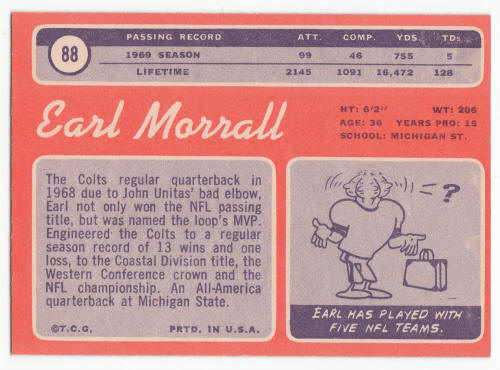 88
PASSING RECORD ATT. COMP. YDS. TDs
1969 SEASON 99 46 755 5
LIFETIME 2145 1091 16,472 128
Earl Morrall
HT: 6'2" WT: 206
AGE: 36 YEARS PRO: 15
SCHOOL: MICHIGAN ST.
The Colts regular quarterback in
1968 due to John Unitas' bad elbow,
Earl not only won the NFL passing
title, but was named the loop's MVP.
Engineered the Colts to a regular
season record of 13 wins and one
loss, to the Coastal Division title, the
Western Conference crown and the
NFL championship. An All-America
quarterback at Michigan State.
©T.C.G. PRTD. IN U.S.A.
?
EARL HAS PLAYED WITH
FIVE NFL TEAMS.